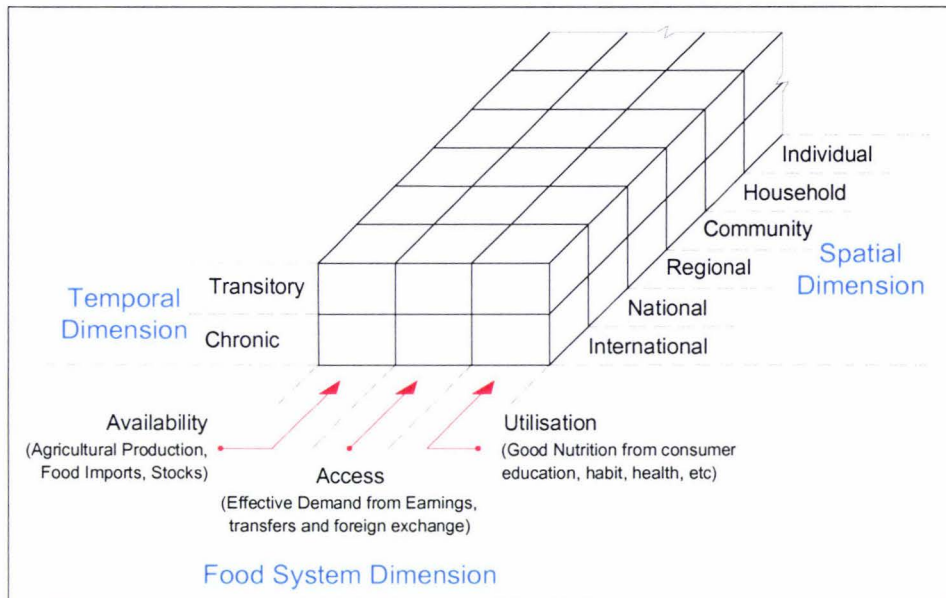 Individual
Household
Community
Regional
National
International
Spatial
Dimension
Temporal
Dimension
Transitory
Chronic
Availability
(Agricultural Production,
Food Imports, Stocks)
Access
(Effective Demand from Earnings,
transfers and foreign exchange)
Utilisation
(Good Nutrition from consumer
education, habit, health, etc)
Food System Dimension